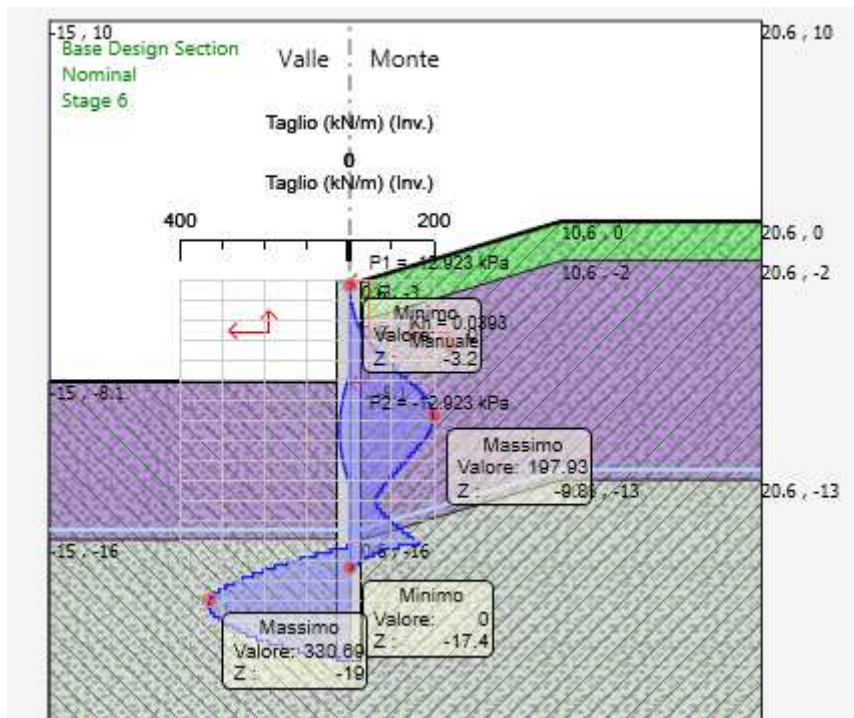 -15 , 10
20.6 , 10
Base Design Section
Nominal
Stage 6
Valle
Monte
Taglio (kN/m) (Inv.)
0
Taglio (kN/m) (Inv.)
400
200
10.6 , 0
20.6 , 0
P1 = -12.923 kPa
10.6 , -2
20.6 , -2
Minimo
Kh = 0.0393
Valore: 0
Manuale
Z : -3.2
-15 , -8.1
P2 = -12.923 kPa
Massimo
Valore: 197.93
Z :
-13
20.6 , -13
-15 , -16
0.6 , -16
Minimo
Valore: 0
Z : -17.4
Massimo
Valore: 330.69
Z : -19